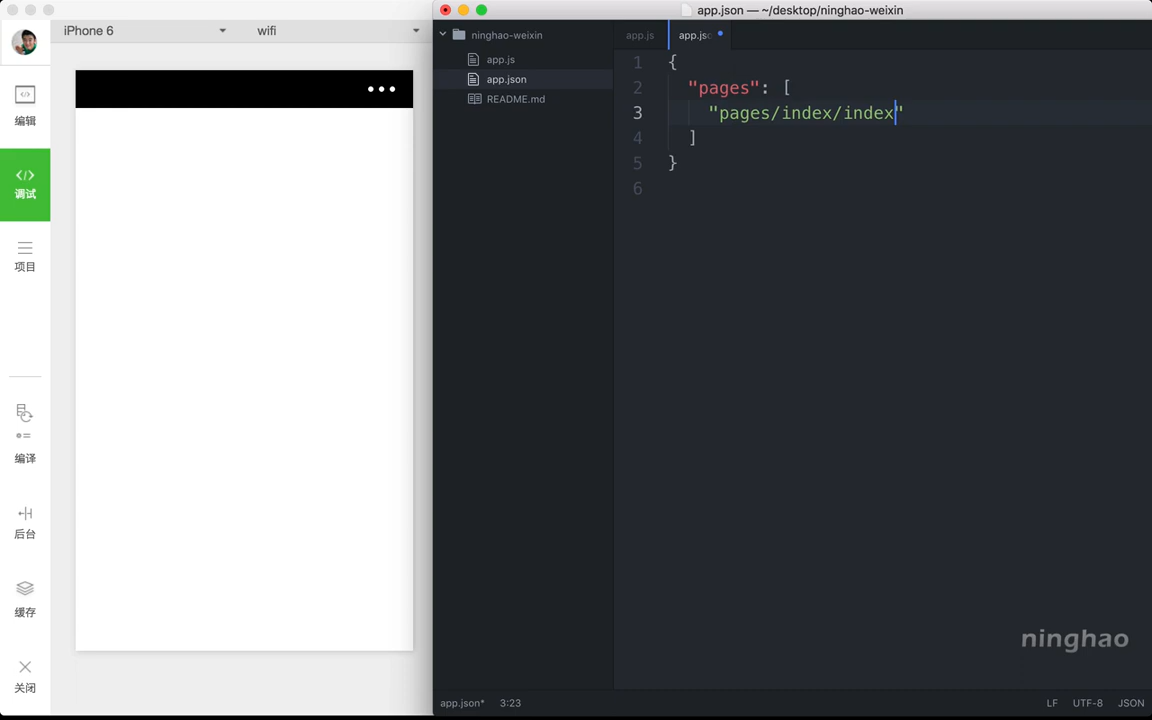 iPhone 6
wifi
编辑
调试
项目
编译
后台
缓存
关闭
app.json — ~/desktop/ninghao-weixin
ninghao-weixin
app.js
app.json
README.md
app.js
app.jsc
1 {
2 "pages": [
3 "pages/index/index"
4 ]
5 }
6
ninghao
app.json* 3:23
LF UTF-8 JSON